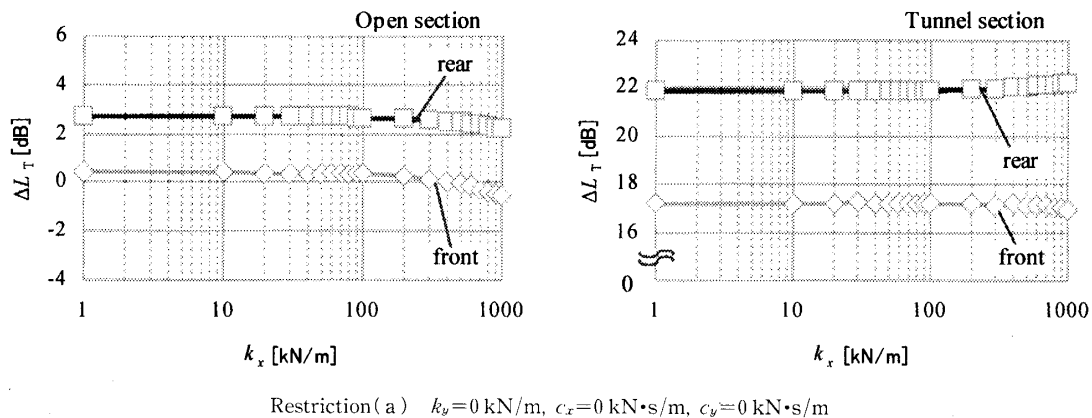 Open section
6
4
2
0
-2
-4
ΔL_T [dB]
rear
front
1 10 100 1000
k_x [kN/m]
Tunnel section
24
22
20
18
16
0
ΔL_T [dB]
rear
front
1 10 100 1000
k_x [kN/m]
Restriction(a) k_y=0 kN/m, c_x=0 kN•s/m, c_y=0 kN•s/m